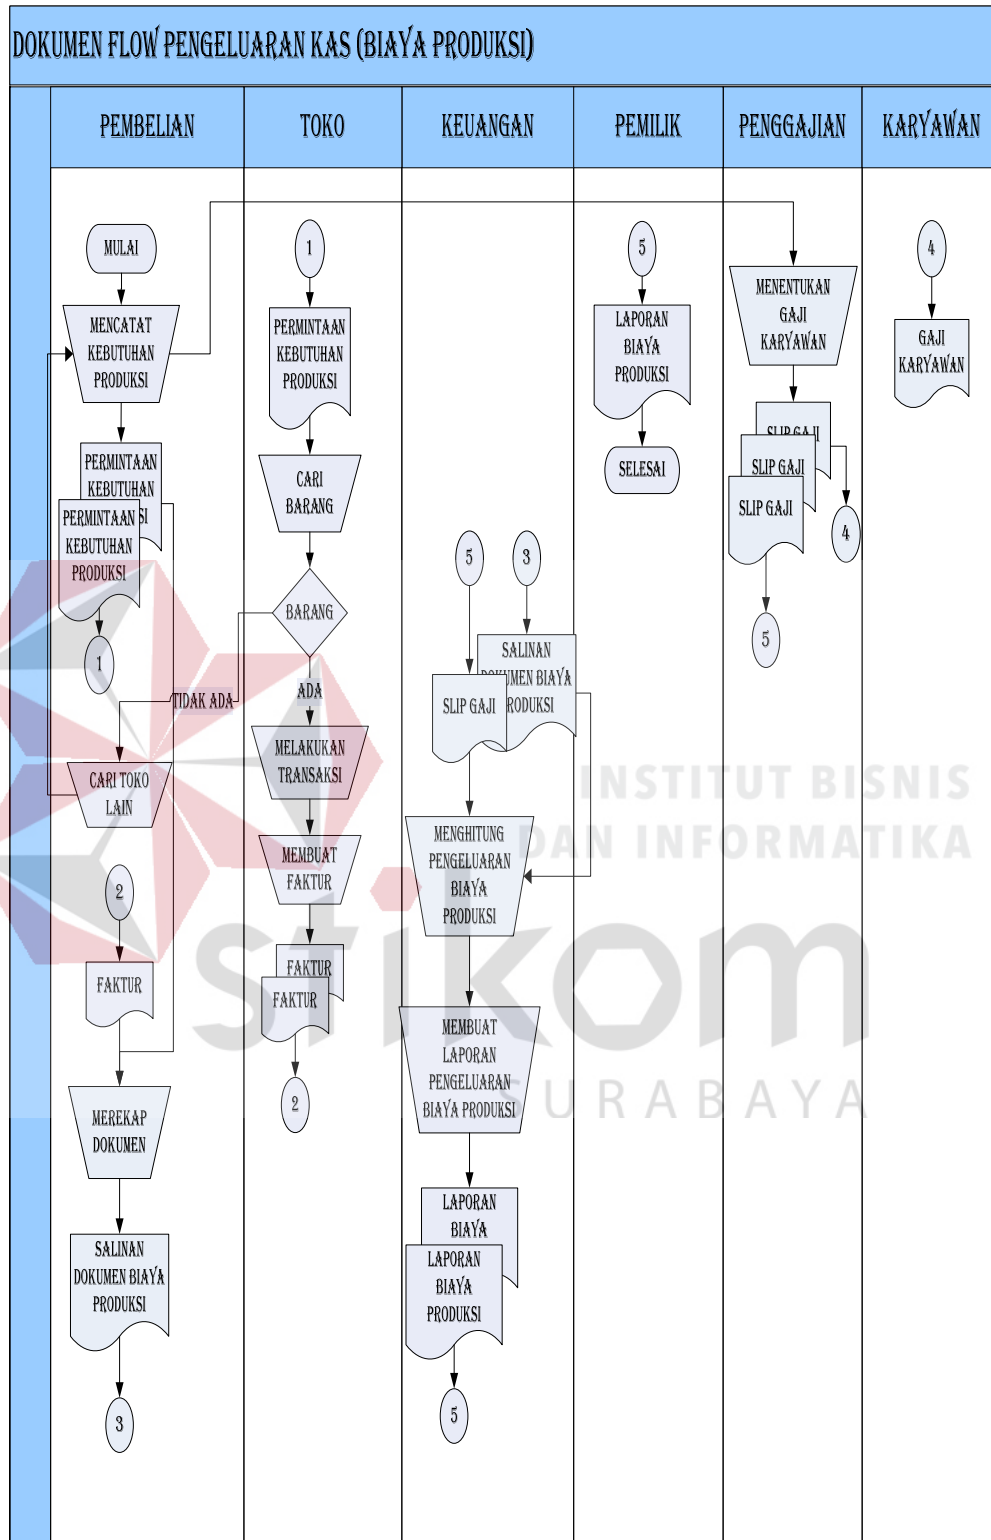 DOKUMEN FLOW PENGELUARAN KAS (BIAYA PRODUKSI)
PEMBELIAN
TOKO
KEUANGAN
PEMILIK
PENGGAJIAN
KARYAWAN
MULAI
MENCATAT
KEBUTUHAN
PRODUKSI
PERMINTAAN
KEBUTUHAN
SI
PERMINTAAN
KEBUTUHAN
PRODUKSI
1
TIDAK ADA
CARI TOKO
LAIN
2
FAKTUR
MEREKAP
DOKUMEN
SALINAN
DOKUMEN BIAYA
PRODUKSI
3
1
PERMINTAAN
KEBUTUHAN
PRODUKSI
CARI
BARANG
BARANG
ADA
MELAKUKAN
TRANSAKSI
MEMBUAT
FAKTUR
FAKTUR
FAKTUR
2
5
3
SALINAN
UMEN BIAYA
RODUKSI
SLIP GAJI
MENGHITUNG
PENGELUARAN
BIAYA
PRODUKSI
MEMBUAT
LAPORAN
PENGELUARAN
BIAYA PRODUKSI
LAPORAN
BIAYA
LAPORAN
BIAYA
PRODUKSI
5
5
LAPORAN
BIAYA
PRODUKSI
SELESAI
MENENTUKAN
GAJI
KARYAWAN
SLIP GAJI
SLIP GAJI
SLIP GAJI
4
5
4
GAJI
KARYAWAN
INSTITUT BISNIS
DAN INFORMATIKA
stikom
SURABAYA